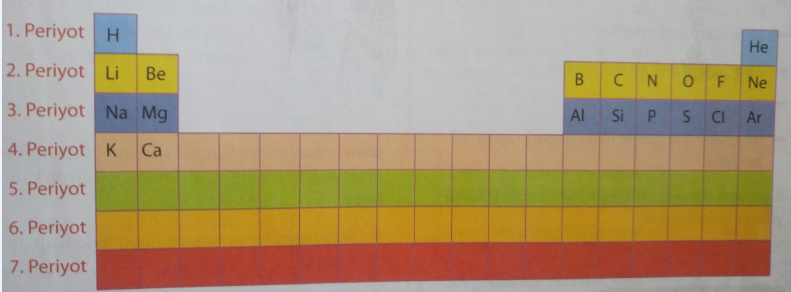 1. Periyot H He
2. Periyot Li Be B C N O F Ne
3. Periyot Na Mg Al Si P S Cl Ar
4. Periyot K Ca
5. Periyot
6. Periyot
7. Periyot